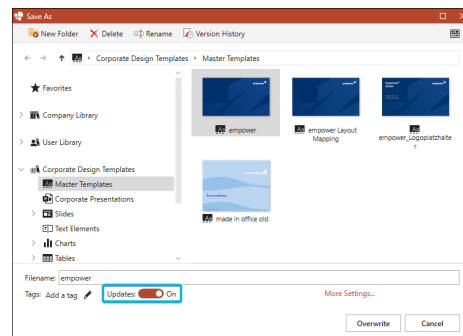 Save As
New Folder Delete Rename Version History
Corporate Design Templates Master Templates
Favorites
Company Library
User Library
Corporate Design Templates
Master Templates
Corporate Presentations
Slides
Text Elements
Charts
Tables
empower
empower Layout
Mapping
empower_Logoplatzhalte
r
made in office old
Filename: empower
Tags: Add a tag Updates: On More Settings...
Overwrite Cancel